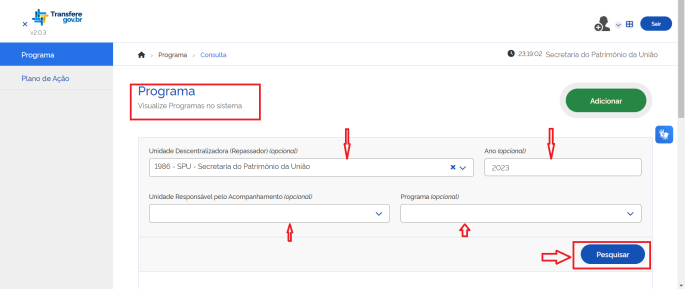 Transfere
gov.br
v2.0.3
Sair
Programa
Programa
Consulta
23:19:02 Secretaria do Patrimônio da União
Plano de Ação
Programa
Visualize Programas no sistema
Adicionar
Unidade Descentralizadora (Repassador) (opcional)
Ano (opcional)
1986 - SPU - Secretaria do Patrimônio da União
2023
Unidade Responsável pelo Acompanhamento (opcional)
Programa (opcional)
Pesquisar